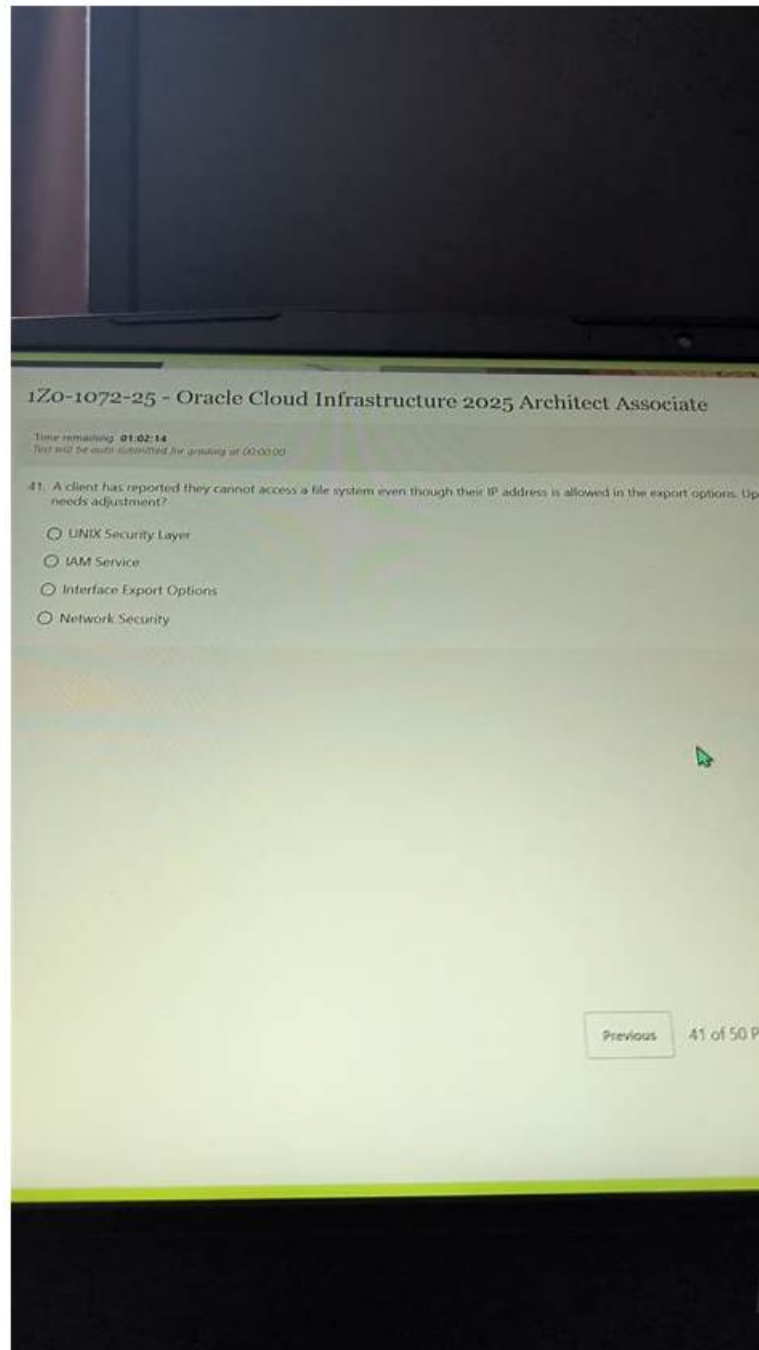 1Z0-1072-25 - Oracle Cloud Infrastructure 2025 Architect Associate
Time remaining 01:02:14
Test will be auto submitted for grading at 00:00:00
41. A client has reported they cannot access a file system even though their IP address is allowed in the export options. Up
needs adjustment?
UNIX Security Layer
IAM Service
Interface Export Options
Network Security
Previous 41 of 50 P